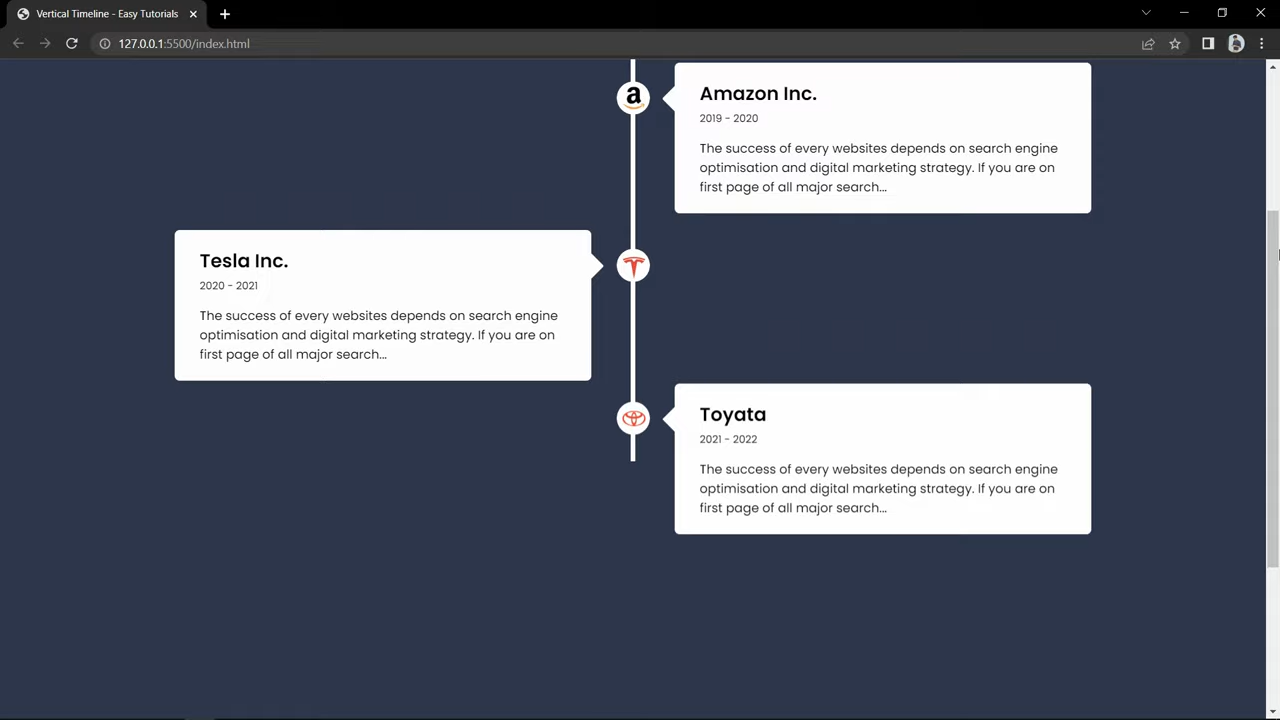 Vertical Timeline - Easy Tutorials
127.0.0.1:5500/index.html
a
Amazon Inc.
2019 - 2020
The success of every websites depends on search engine
optimisation and digital marketing strategy. If you are on
first page of all major search...
Tesla Inc.
2020 - 2021
The success of every websites depends on search engine
optimisation and digital marketing strategy. If you are on
first page of all major search...
Toyata
2021 - 2022
The success of every websites depends on search engine
optimisation and digital marketing strategy. If you are on
first page of all major search...